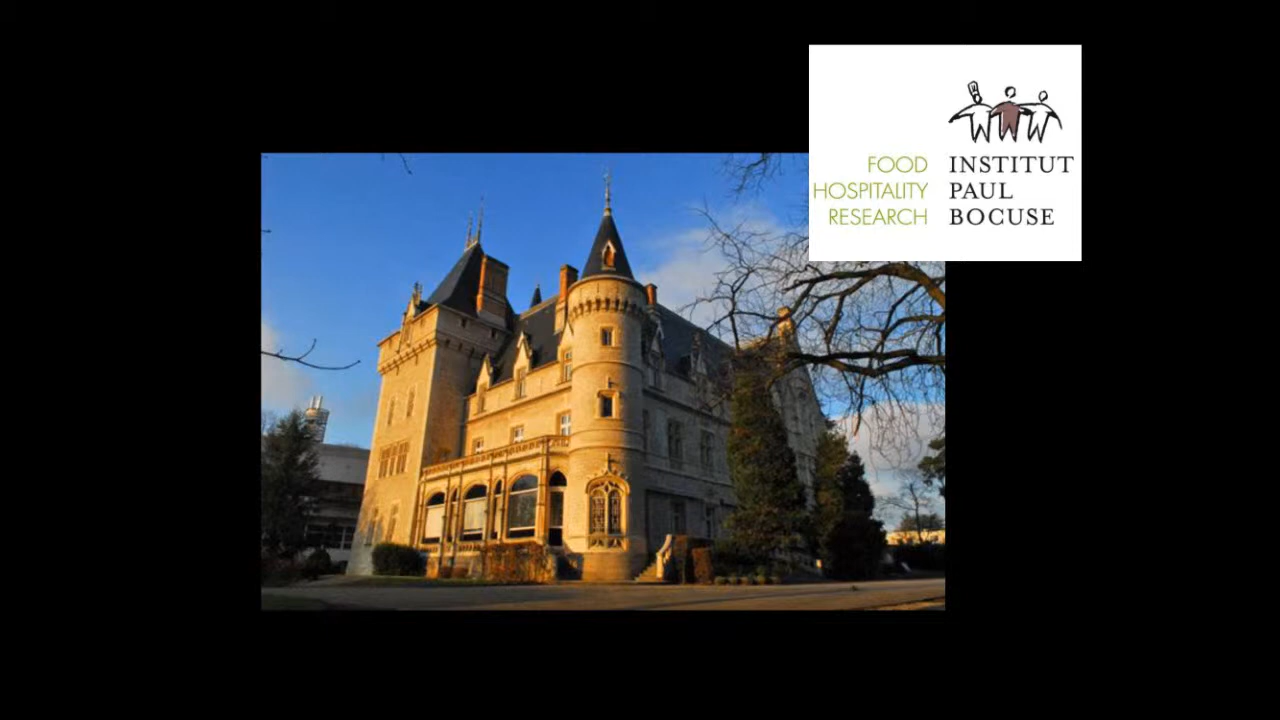 FOOD
HOSPITALITY
RESEARCH
INSTITUT
PAUL
BOCUSE